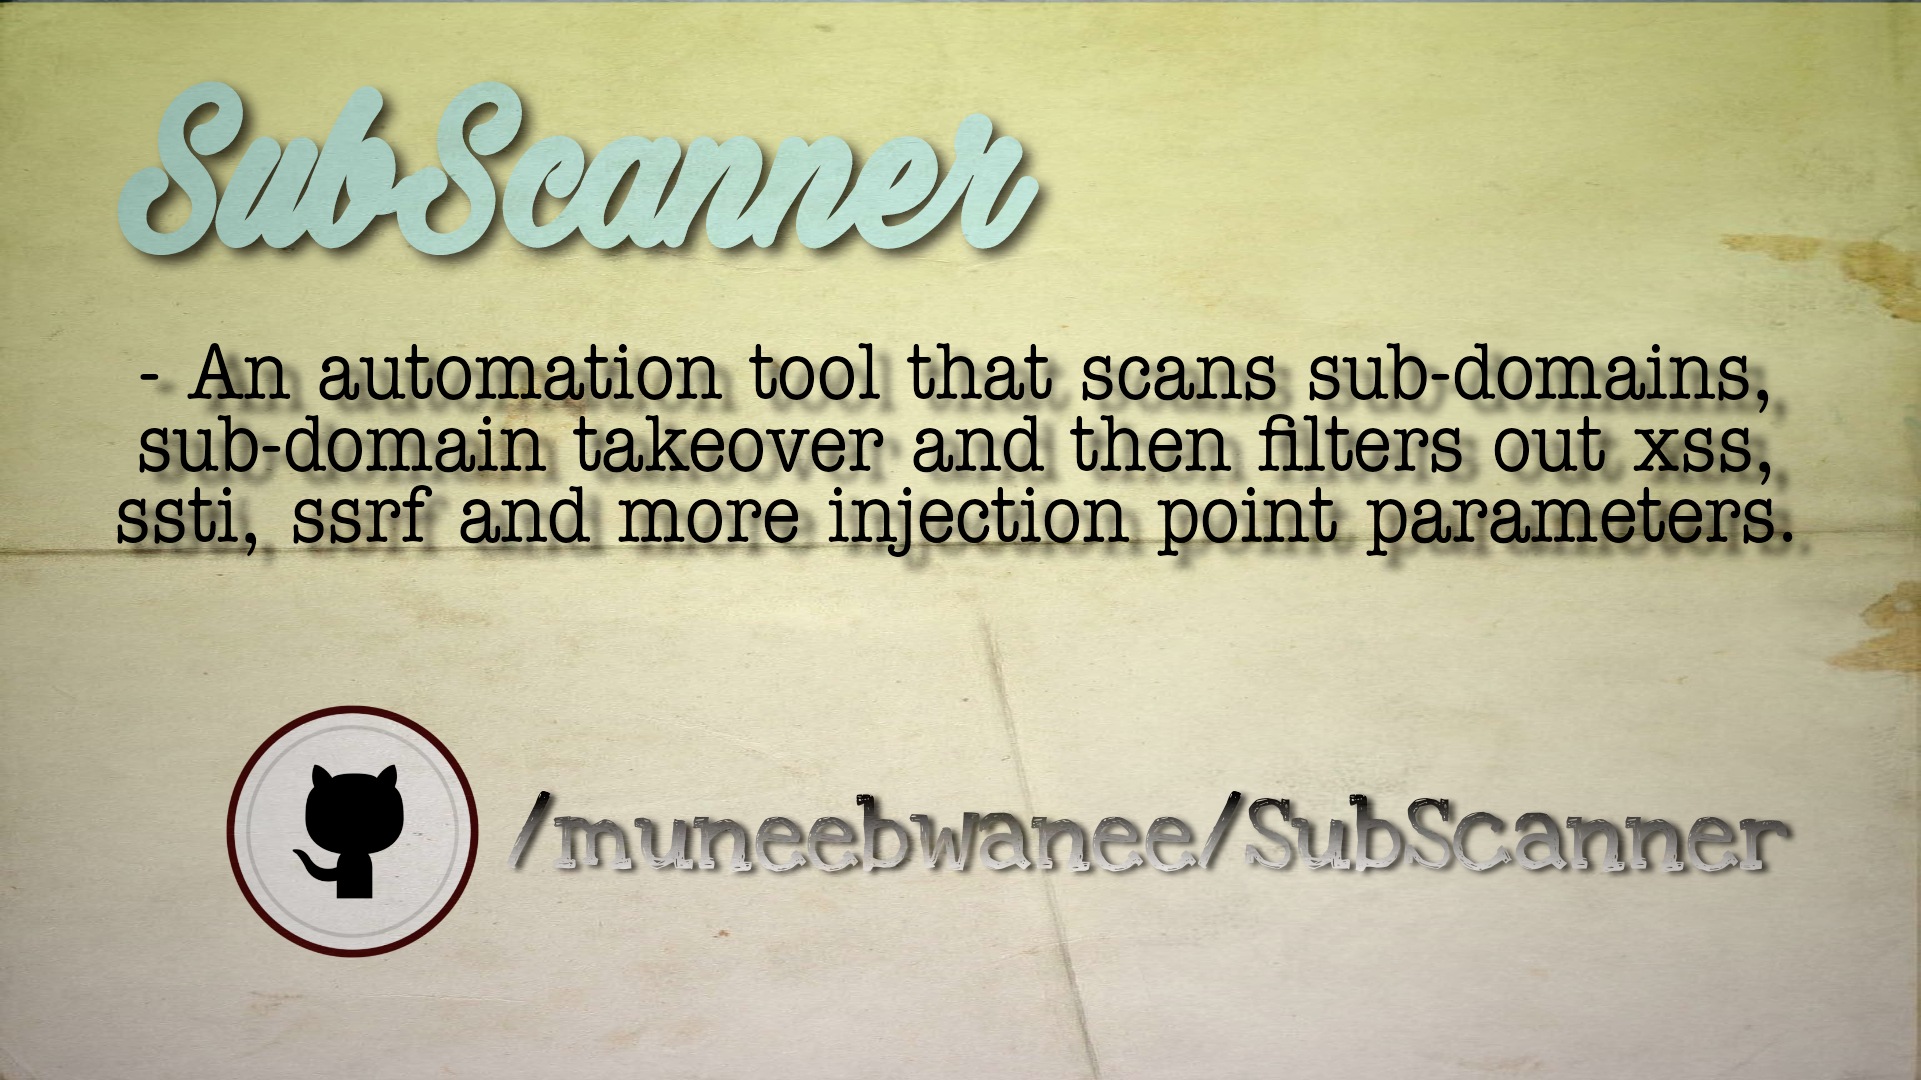 SubScanner
- An automation tool that scans sub-domains,
sub-domain takeover and then filters out xss,
ssti, ssrf and more injection point parameters.
/muneebwanee/SubScanner